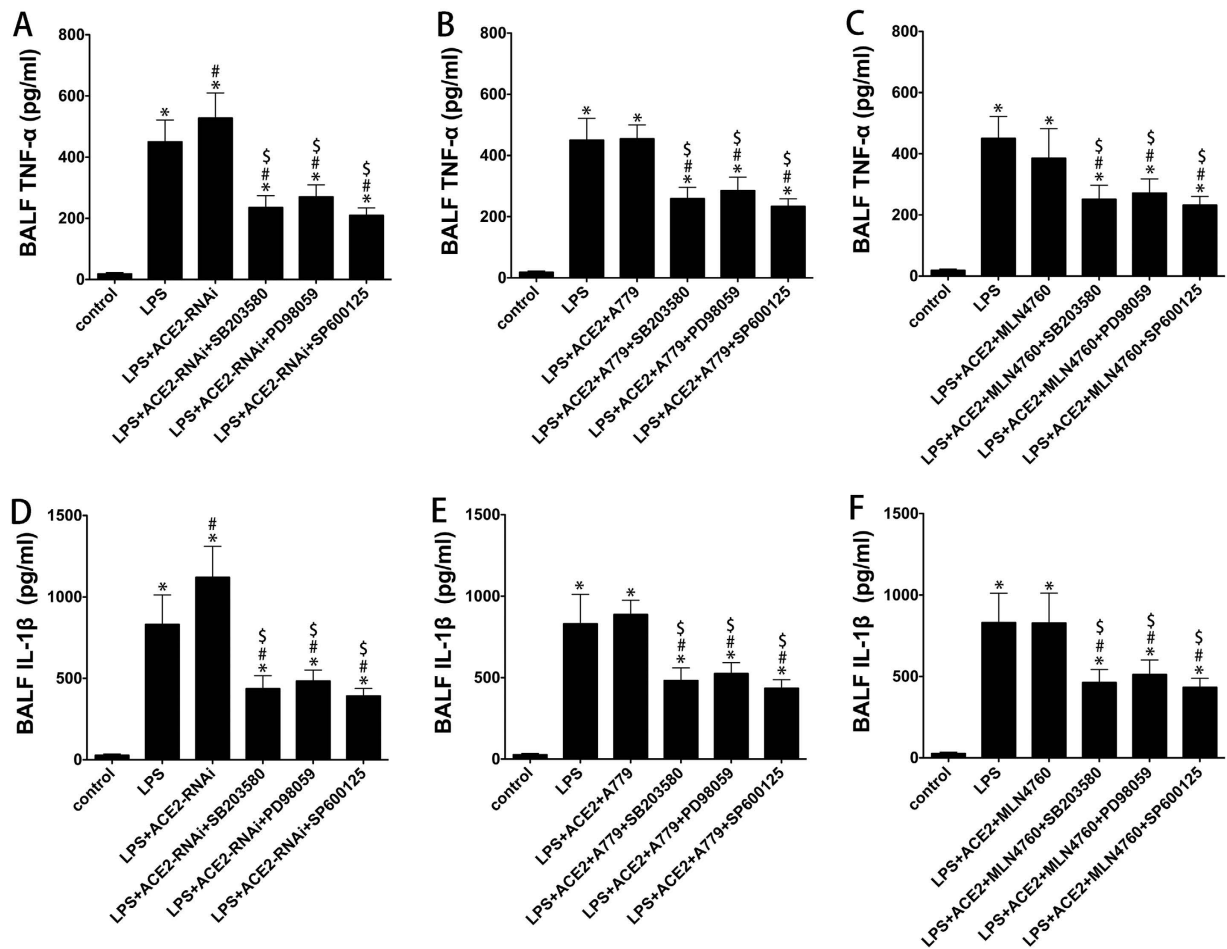 A
BALF TNF-α (pg/ml)
800
600
400
200
0
*
#
*
$
#
*
$
#
*
$
#
*
control
LPS
LPS+ACE2-RNAi
LPS+ACE2-RNAi+SB203580
LPS+ACE2-RNAi+PD98059
LPS+ACE2-RNAi+SP600125
B
BALF TNF-α (pg/ml)
800
600
400
200
0
*
*
$
#
*
$
#
*
$
#
*
control
LPS
LPS+ACE2+A779
LPS+ACE2+A779+SB203580
LPS+ACE2+A779+PD98059
LPS+ACE2+A779+SP600125
C
BALF TNF-α (pg/ml)
800
600
400
200
0
*
*
$
#
*
$
#
*
$
#
*
control
LPS
LPS+ACE2+MLN4760
LPS+ACE2+MLN4760+SB203580
LPS+ACE2+MLN4760+PD98059
LPS+ACE2+MLN4760+SP600125
D
BALF IL-1β (pg/ml)
1500
1000
500
0
*
#
*
$
#
*
$
#
*
$
#
*
control
LPS
LPS+ACE2-RNAi
LPS+ACE2-RNAi+SB203580
LPS+ACE2-RNAi+PD98059
LPS+ACE2-RNAi+SP600125
E
BALF IL-1β (pg/ml)
1500
1000
500
0
*
*
$
#
*
$
#
*
$
#
*
control
LPS
LPS+ACE2+A779
LPS+ACE2+A779+SB203580
LPS+ACE2+A779+PD98059
LPS+ACE2+A779+SP600125
F
BALF IL-1β (pg/ml)
1500
1000
500
0
*
*
$
#
*
$
#
*
$
#
*
control
LPS
LPS+ACE2+MLN4760
LPS+ACE2+MLN4760+SB203580
LPS+ACE2+MLN4760+PD98059
LPS+ACE2+MLN4760+SP600125